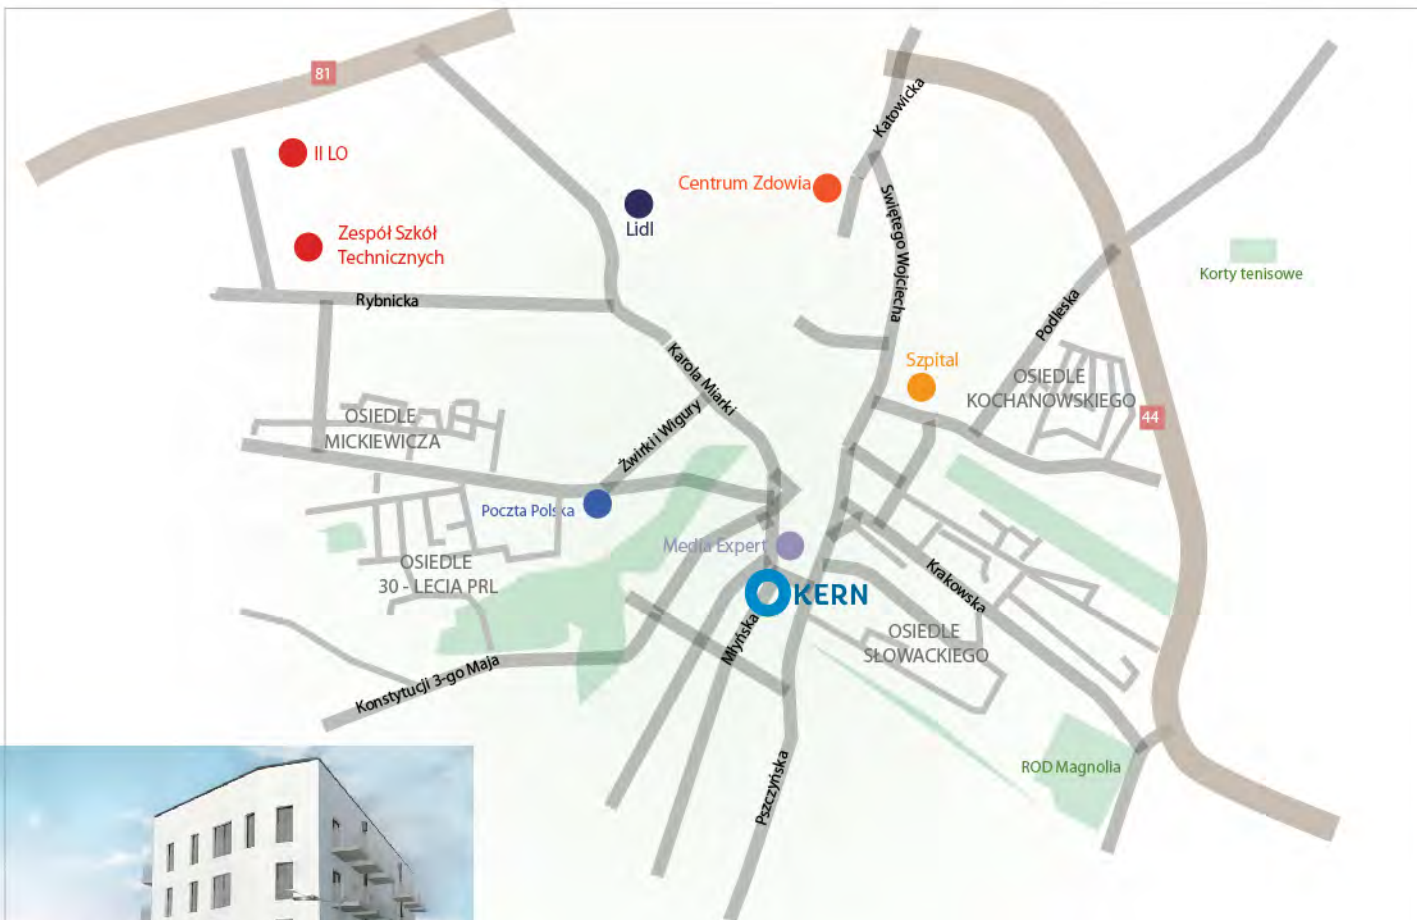 81
Katowicka
II LO
Centrum Zdowia
Lidl
Świętego Wojciecha
Zespół Szkół
Technicznych
Korty tenisowe
Rybnicka
Podleska
Karola Miarki
Szpital
OSIEDLE
KOCHANOWSKIEGO
44
OSIEDLE
MICKIEWICZA
Żwirki i Wigury
Poczta Polska
Media Expert
OSIEDLE
30 - LECIA PRL
KERN
Krakowska
Młyńska
OSIEDLE
SŁOWACKIEGO
Konstytucji 3-go Maja
ROD Magnolia
Pszczyńska